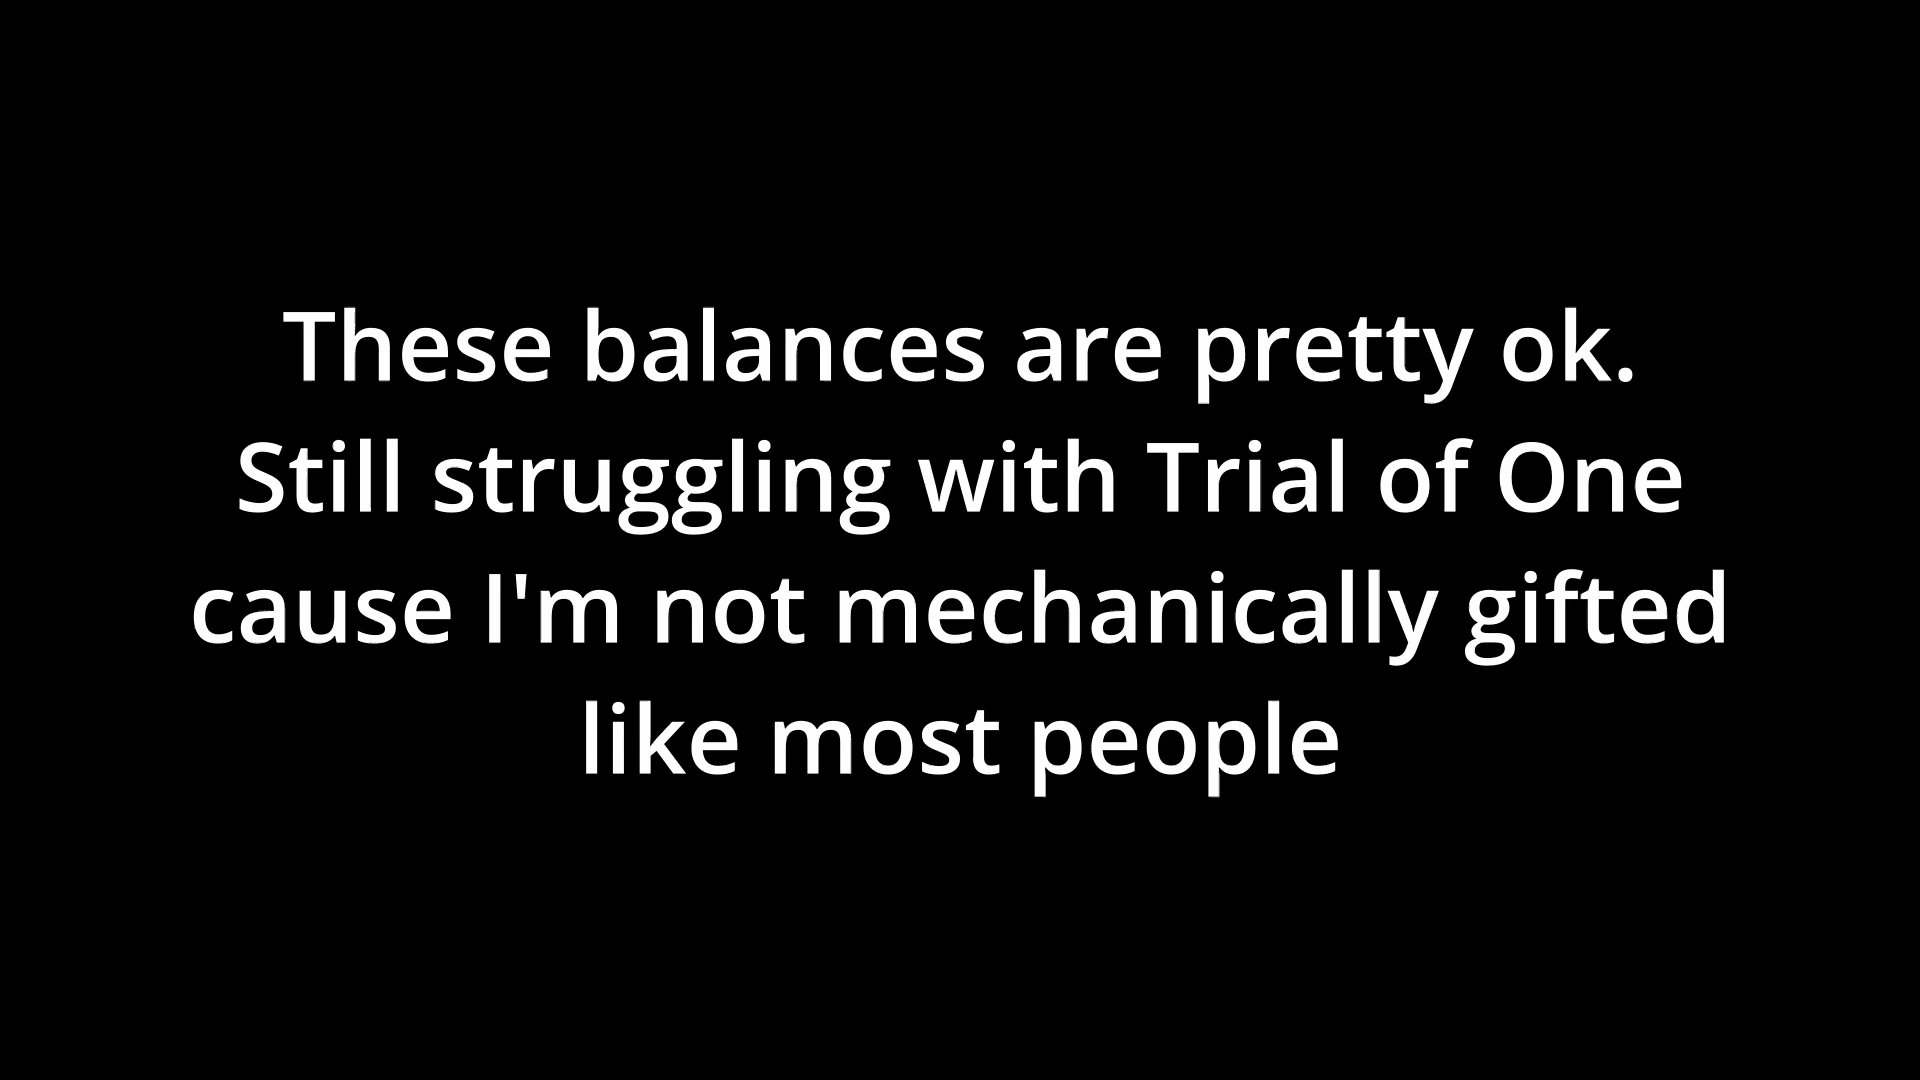 These balances are pretty ok.
Still struggling with Trial of One
cause I'm not mechanically gifted
like most people